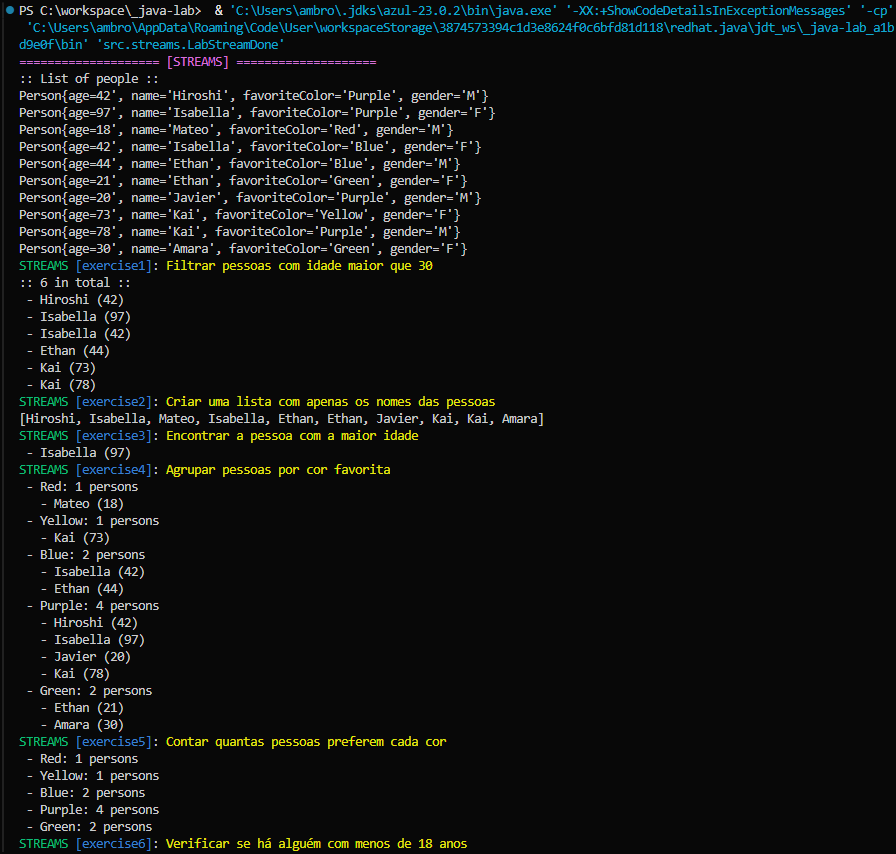 PS C:\workspace\_java-lab>  & 'C:\Users\ambro\.jdks\azul-23.0.2\bin\java.exe' '-XX:+ShowCodeDetailsInExceptionMessages' '-cp'
 'C:\Users\ambro\AppData\Roaming\Code\User\workspaceStorage\3874573394c1d3e8624f0c6bfd81d118\redhat.java\jdt_ws\_java-lab_a1b
d9e0f\bin' 'src.streams.LabStreamDone'
==================== [STREAMS] ====================
:: List of people ::
Person{age=42', name='Hiroshi', favoriteColor='Purple', gender='M'}
Person{age=97', name='Isabella', favoriteColor='Purple', gender='F'}
Person{age=18', name='Mateo', favoriteColor='Red', gender='M'}
Person{age=42', name='Isabella', favoriteColor='Blue', gender='F'}
Person{age=44', name='Ethan', favoriteColor='Blue', gender='M'}
Person{age=21', name='Ethan', favoriteColor='Green', gender='F'}
Person{age=20', name='Javier', favoriteColor='Purple', gender='M'}
Person{age=73', name='Kai', favoriteColor='Yellow', gender='F'}
Person{age=78', name='Kai', favoriteColor='Purple', gender='M'}
Person{age=30', name='Amara', favoriteColor='Green', gender='F'}
STREAMS [exercise1]: Filtrar pessoas com idade maior que 30
:: 6 in total ::
 - Hiroshi (42)
 - Isabella (97)
 - Isabella (42)
 - Ethan (44)
 - Kai (73)
 - Kai (78)
STREAMS [exercise2]: Criar uma lista com apenas os nomes das pessoas
[Hiroshi, Isabella, Mateo, Isabella, Ethan, Ethan, Javier, Kai, Kai, Amara]
STREAMS [exercise3]: Encontrar a pessoa com a maior idade
 - Isabella (97)
STREAMS [exercise4]: Agrupar pessoas por cor favorita
 - Red: 1 persons
   - Mateo (18)
 - Yellow: 1 persons
   - Kai (73)
 - Blue: 2 persons
   - Isabella (42)
   - Ethan (44)
 - Purple: 4 persons
   - Hiroshi (42)
   - Isabella (97)
   - Javier (20)
   - Kai (78)
 - Green: 2 persons
   - Ethan (21)
   - Amara (30)
STREAMS [exercise5]: Contar quantas pessoas preferem cada cor
 - Red: 1 persons
 - Yellow: 1 persons
 - Blue: 2 persons
 - Purple: 4 persons
 - Green: 2 persons
STREAMS [exercise6]: Verificar se há alguém com menos de 18 anos